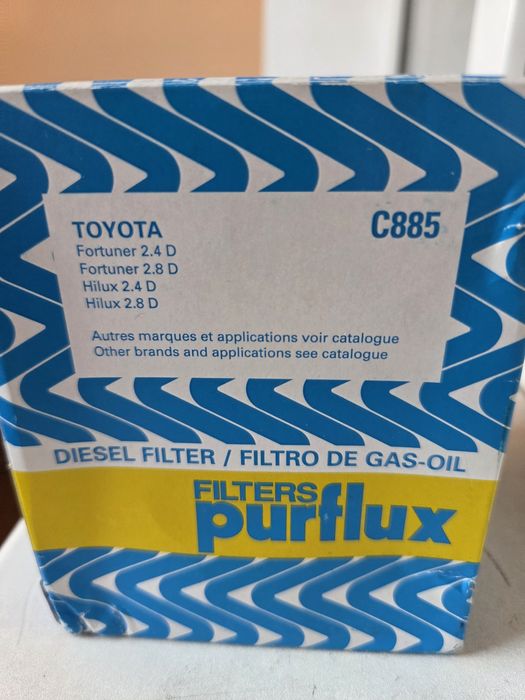 TOYOTA
C885
Fortuner 2.4 D
Fortuner 2.8 D
Hilux 2.4 D
Hilux 2.8 D
Autres marques et applications voir catalogue
Other brands and applications see catalogue
DIESEL FILTER / FILTRO DE GAS-OIL
FILTERS
purflux